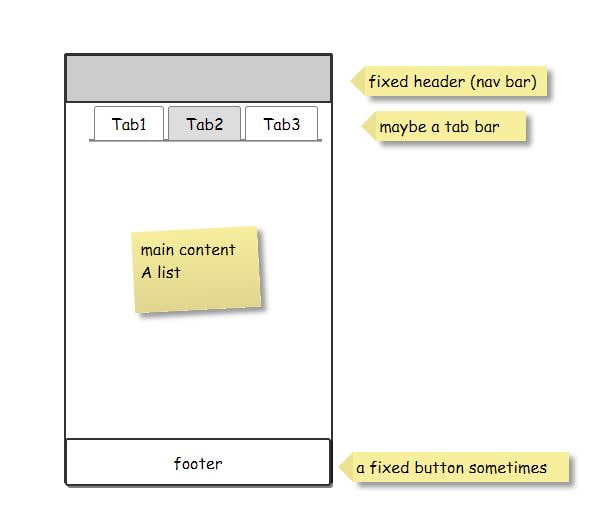 fixed header (nav bar)
Tab1 Tab2 Tab3
maybe a tab bar
main content
A list
footer
a fixed button sometimes